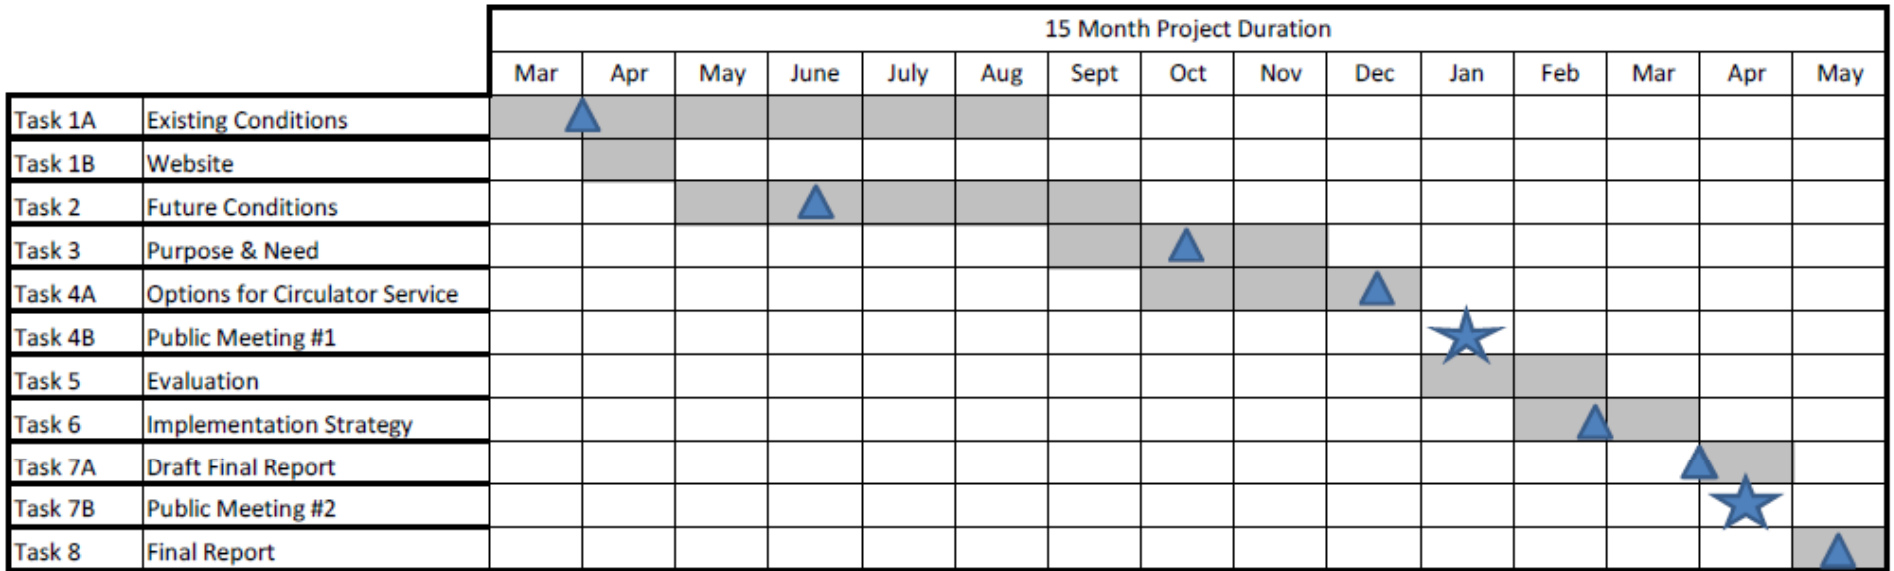 15 Month Project Duration
Mar Apr May June July Aug Sept Oct Nov Dec Jan Feb Mar Apr May
Task 1A Existing Conditions
Task 1B Website
Task 2 Future Conditions
Task 3 Purpose & Need
Task 4A Options for Circulator Service
Task 4B Public Meeting #1
Task 5 Evaluation
Task 6 Implementation Strategy
Task 7A Draft Final Report
Task 7B Public Meeting #2
Task 8 Final Report